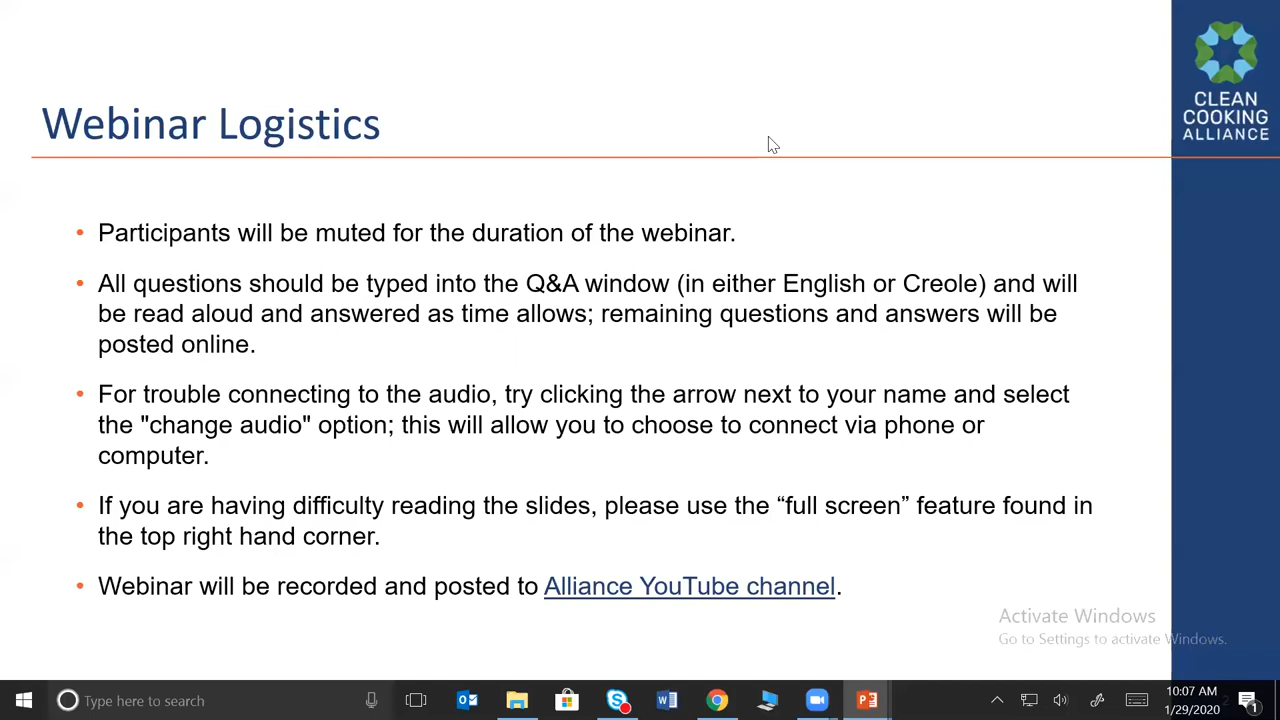 CLEAN
COOKING
ALLIANCE
Webinar Logistics
• Participants will be muted for the duration of the webinar.
• All questions should be typed into the Q&A window (in either English or Creole) and will
be read aloud and answered as time allows; remaining questions and answers will be
posted online.
• For trouble connecting to the audio, try clicking the arrow next to your name and select
the "change audio" option; this will allow you to choose to connect via phone or
computer.
• If you are having difficulty reading the slides, please use the “full screen” feature found in
the top right hand corner.
• Webinar will be recorded and posted to Alliance YouTube channel.
Activate Windows
Go to Settings to activate Windows.
Type here to search
10:07 AM
1/29/2020
2
1